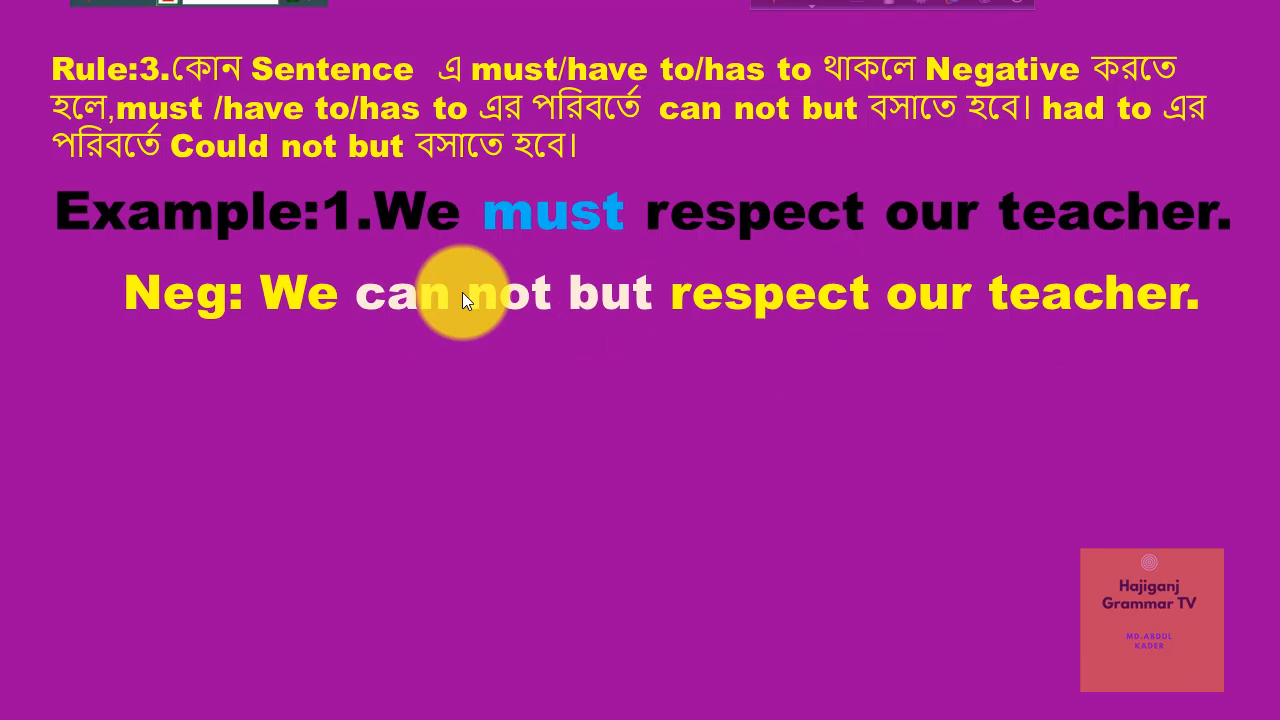 Rule:3.কোন Sentence এ must/have to/has to থাকলে Negative করতে
হলে,must /have to/has to এর পরিবর্তে can not but বসাতে হবে। had to এর
পরিবর্তে Could not but বসাতে হবে।
Example:1.We must respect our teacher.
Neg: We can not but respect our teacher.
Hajiganj
Grammar TV
MD.ABDUL
KADER